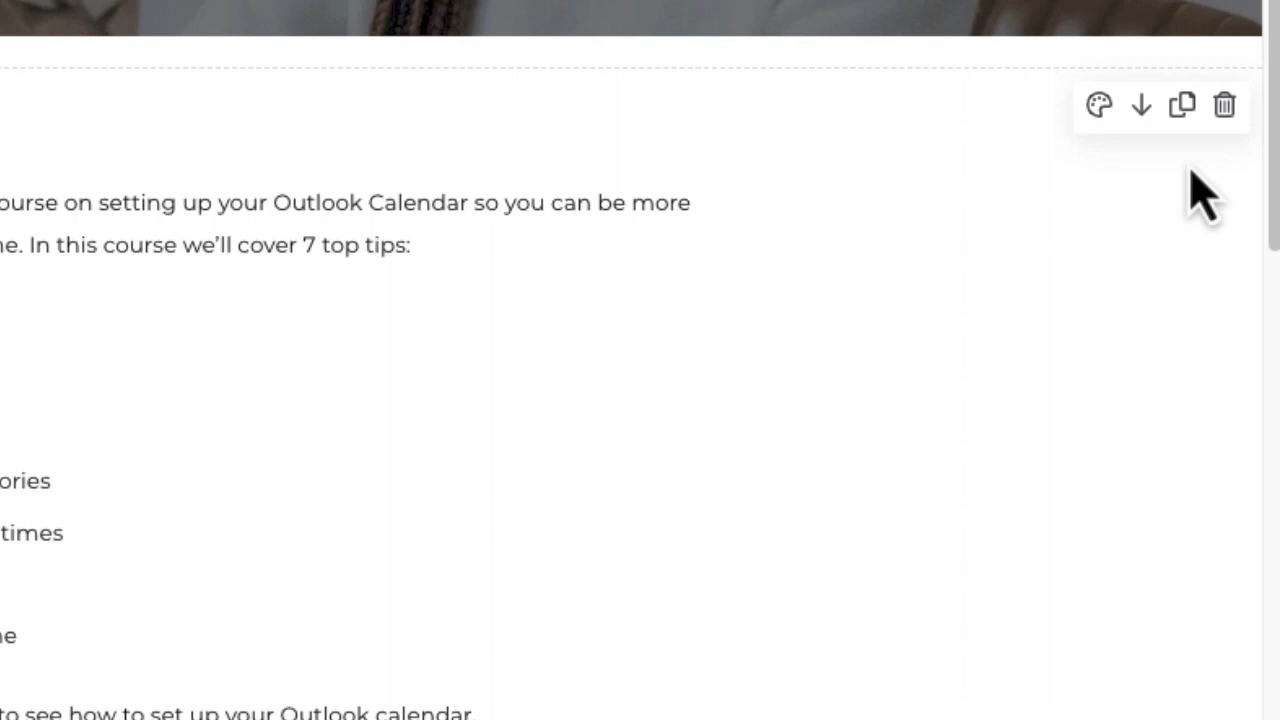 ourse on setting up your Outlook Calendar so you can be more
ne. In this course we’ll cover 7 top tips:
ories
times
ne
to see how to set up your Outlook calendar.